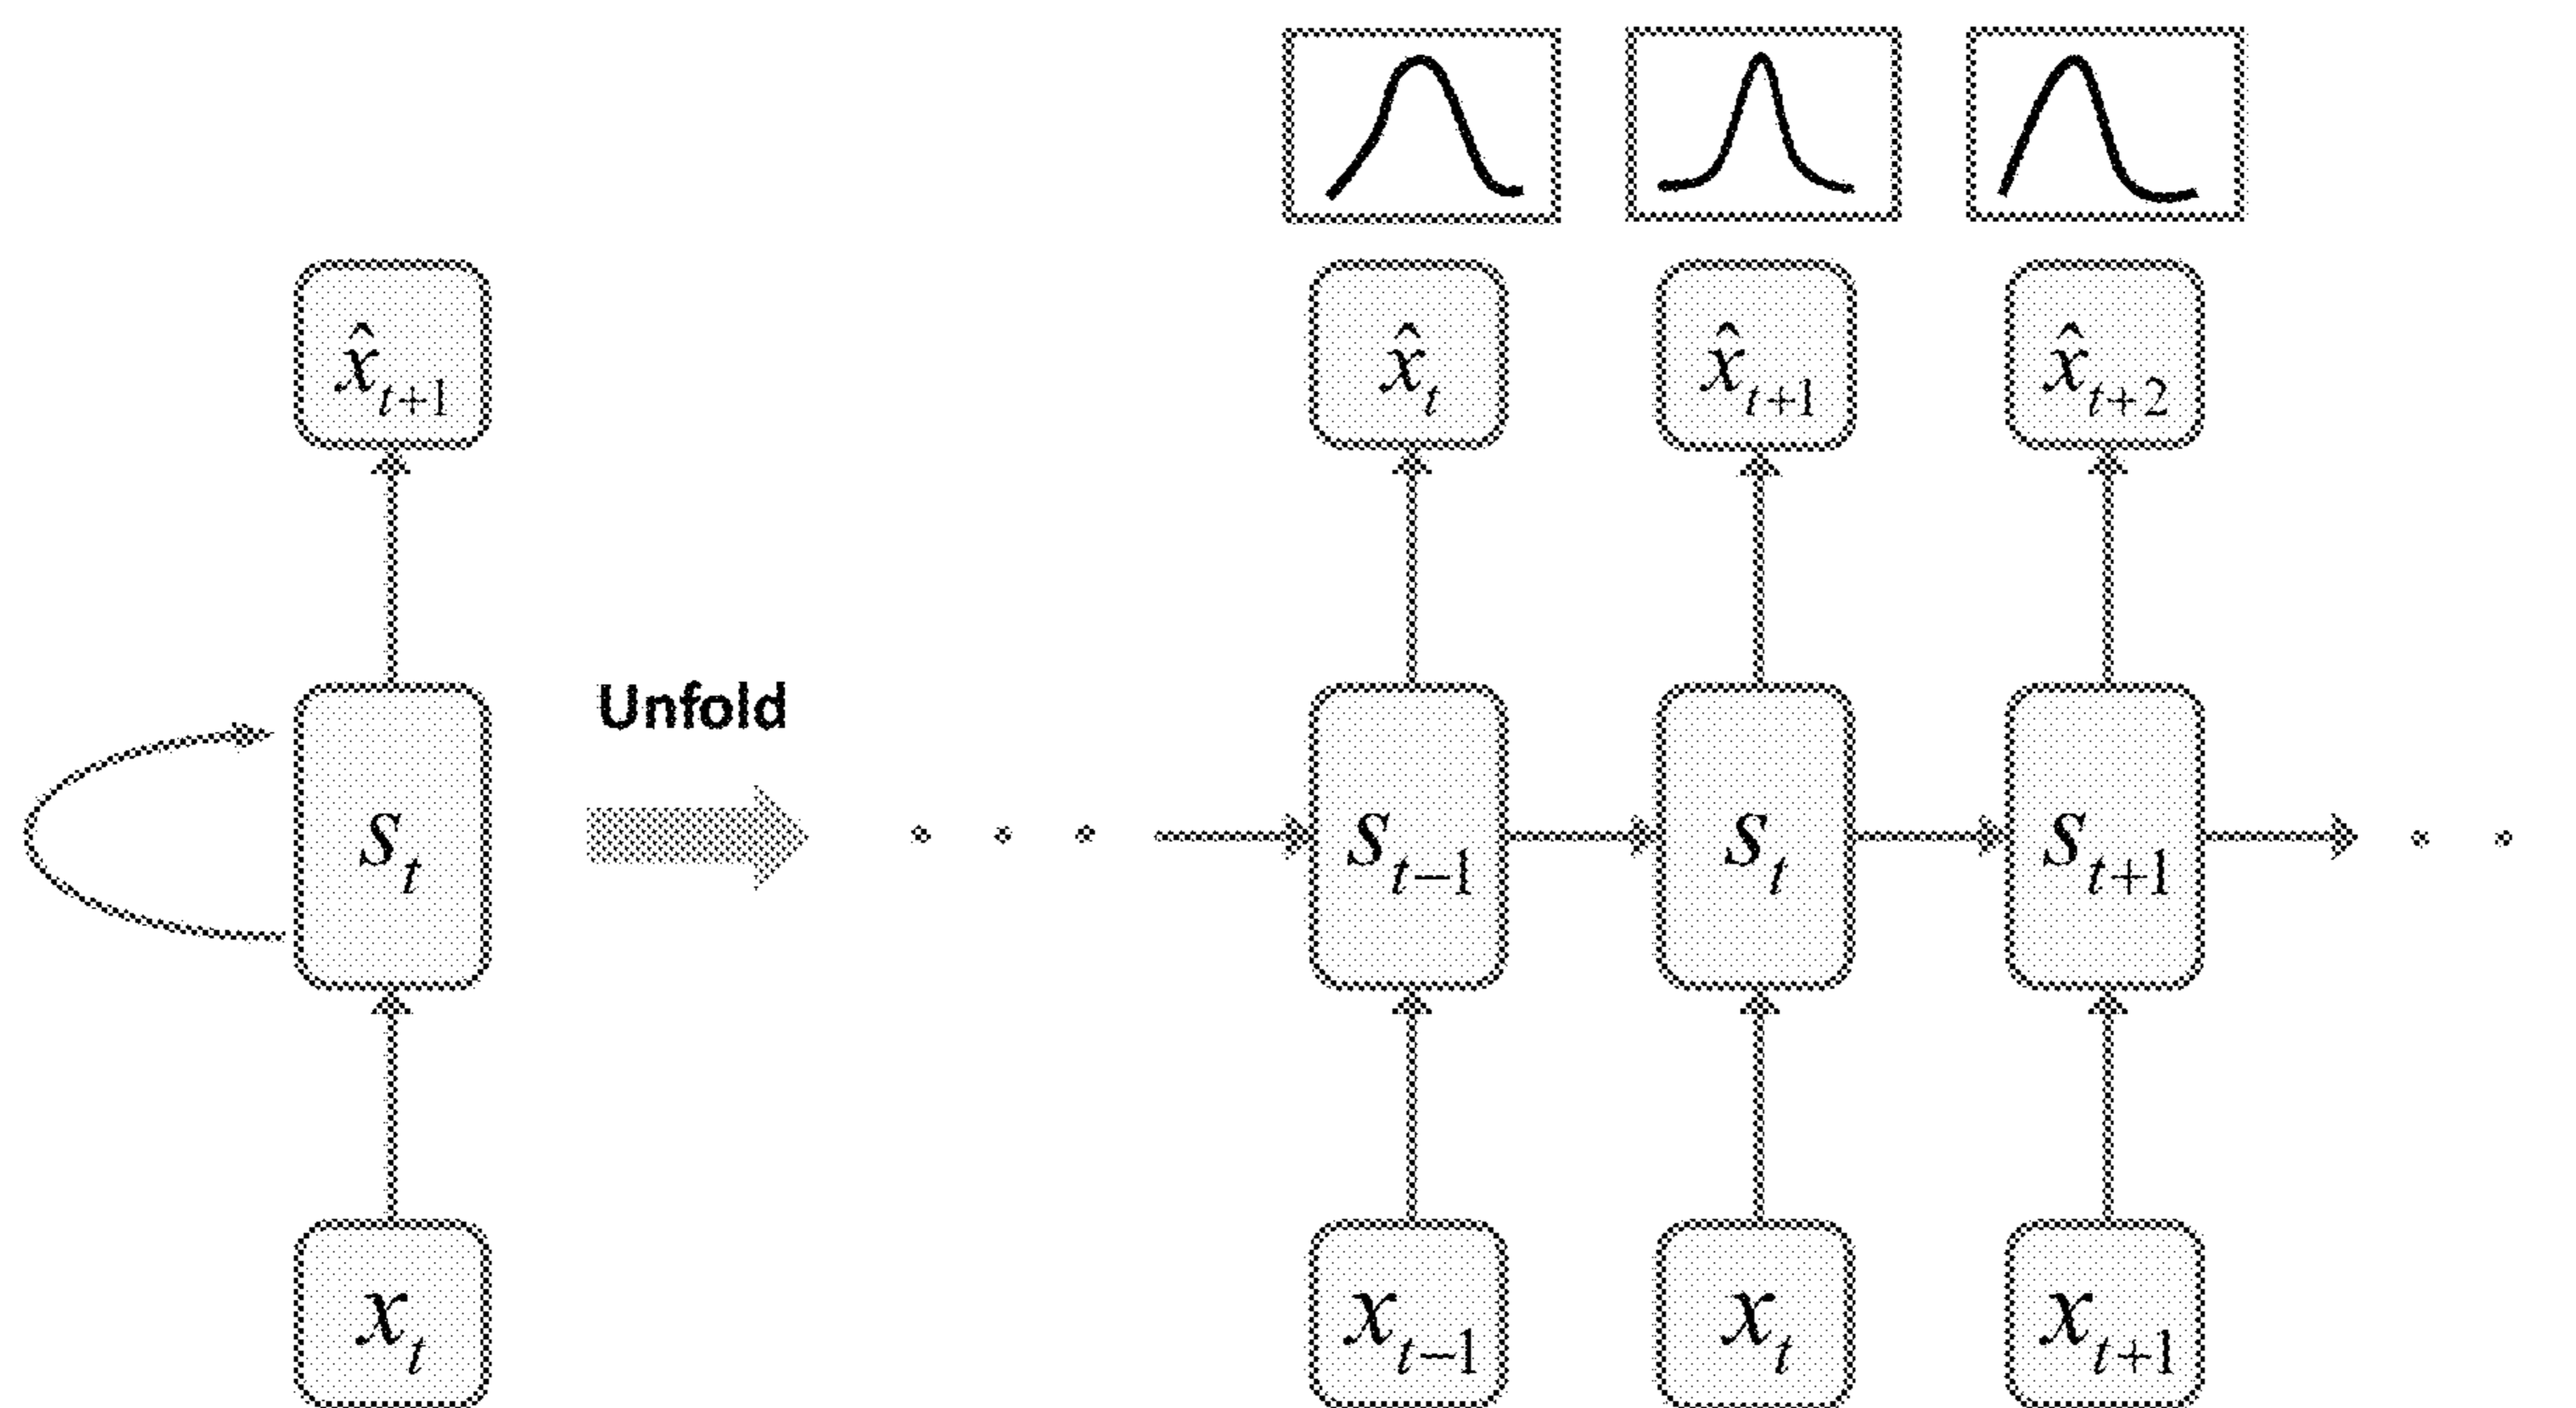 x̂_{t+1} x̂_t x̂_{t+1} x̂_{t+2}
Unfold
s_t . . . s_{t-1} s_t s_{t+1} . .
x_t x_{t-1} x_t x_{t+1}